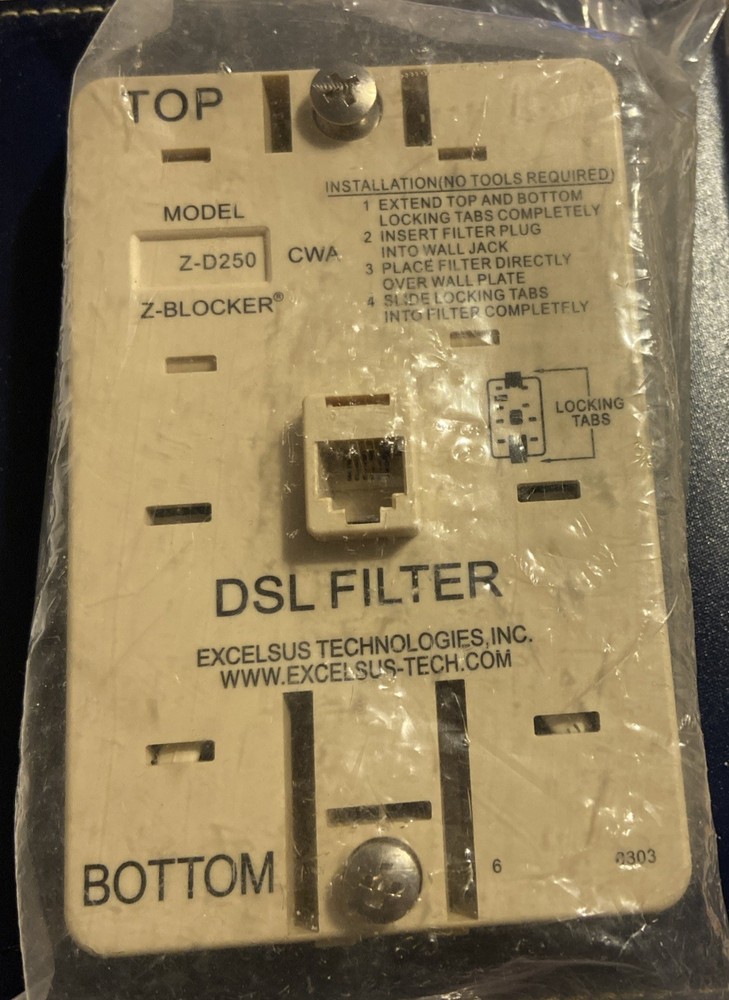 TOP
MODEL
Z-D250
CWA
Z-BLOCKER®
INSTALLATION(NO TOOLS REQUIRED)
1 EXTEND TOP AND BOTTOM
LOCKING TABS COMPLETELY
2 INSERT FILTER PLUG
INTO WALL JACK
3 PLACE FILTER DIRECTLY
OVER WALL PLATE
4 SLIDE LOCKING TABS
INTO FILTER COMPLETELY
LOCKING
TABS
DSL FILTER
EXCELSUS TECHNOLOGIES,INC.
WWW.EXCELSUS-TECH.COM
BOTTOM
6
0303